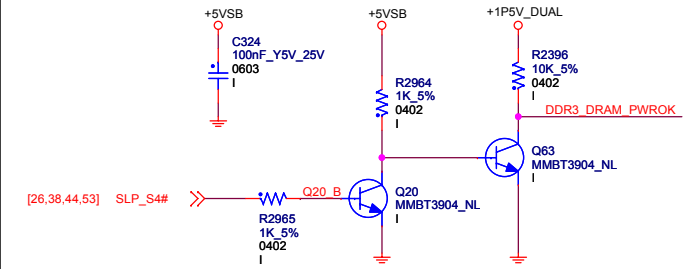 +5VSB
+5VSB
+1P5V_DUAL
C324
100nF_Y5V_25V
0603
I
R2964
1K_5%
0402
I
R2396
10K_5%
0402
I
DDR3_DRAM_PWROK
Q63
MMBT3904_NL
I
[26,38,44,53] SLP_S4#
Q20_B
R2965
1K_5%
0402
I
Q20
MMBT3904_NL
I